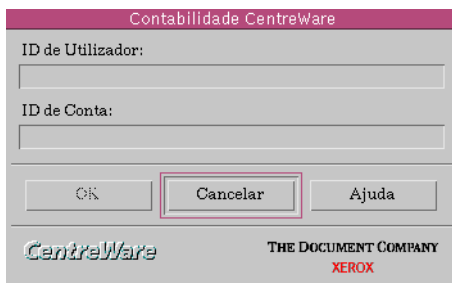 Contabilidade CentreWare
ID de Utilizador:
ID de Conta:
OK Cancelar Ajuda
CentreWare THE DOCUMENT COMPANY
XEROX